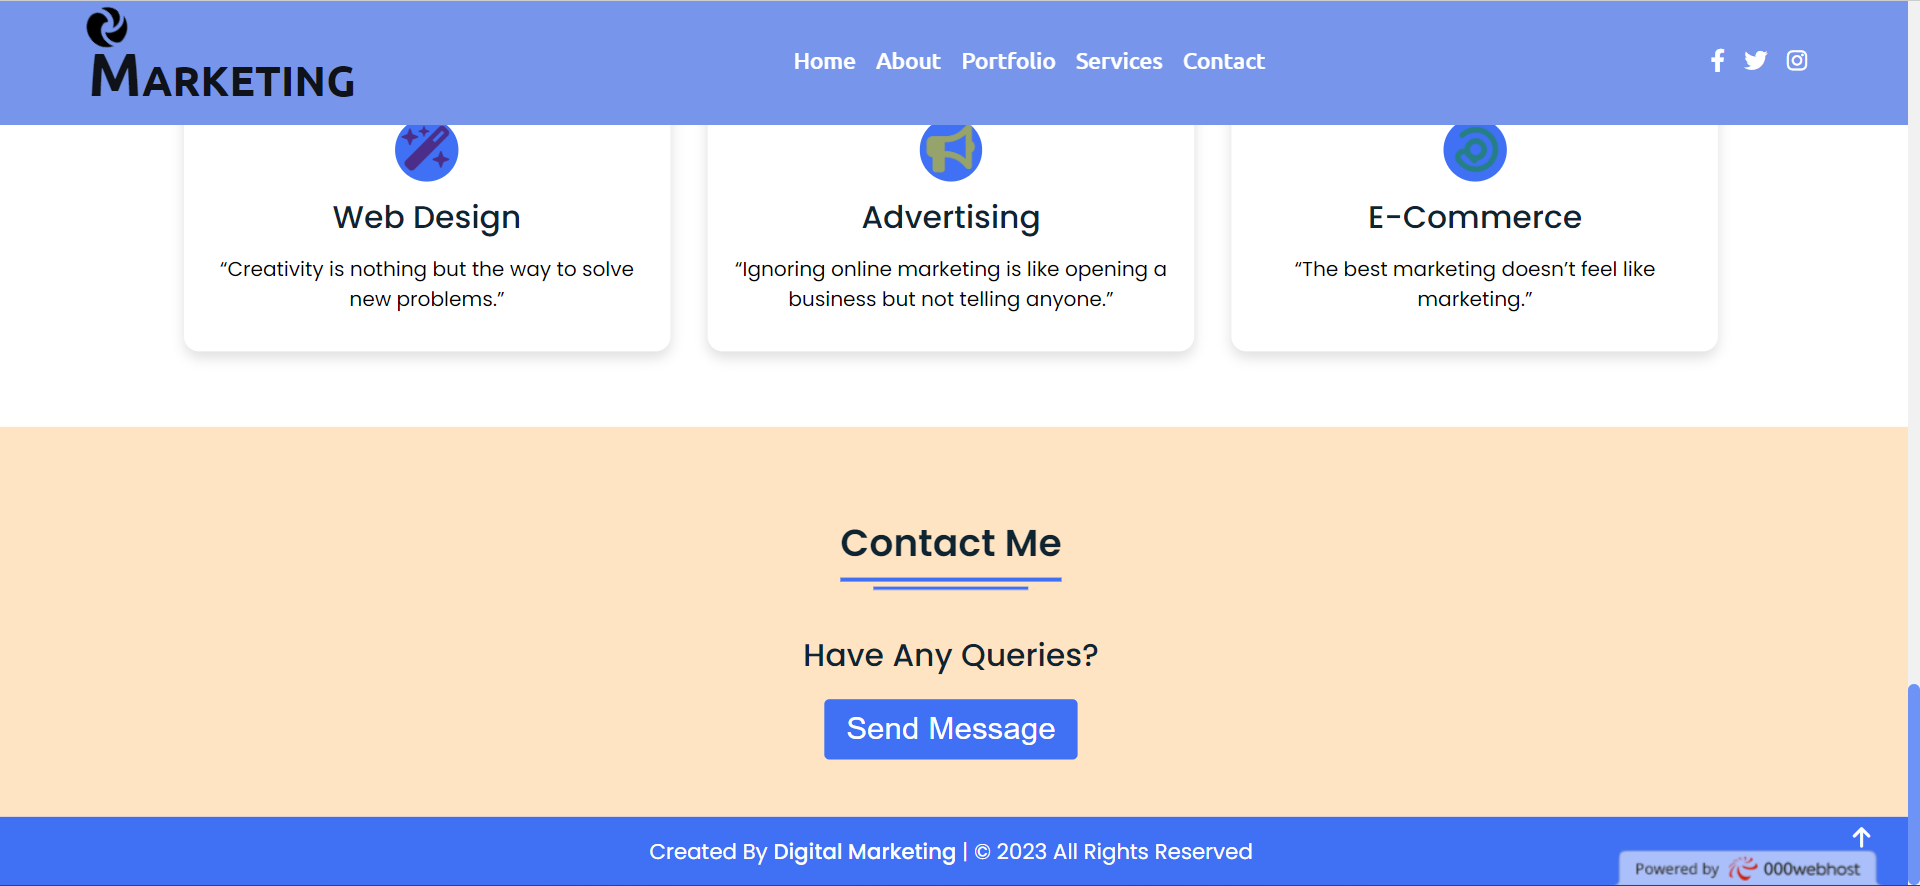 MARKETING
Home About Portfolio Services Contact
Web Design
“Creativity is nothing but the way to solve
new problems.”
Advertising
“Ignoring online marketing is like opening a
business but not telling anyone.”
E-Commerce
“The best marketing doesn’t feel like
marketing.”
Contact Me
Have Any Queries?
Send Message
Created By Digital Marketing | © 2023 All Rights Reserved
Powered by 000webhost